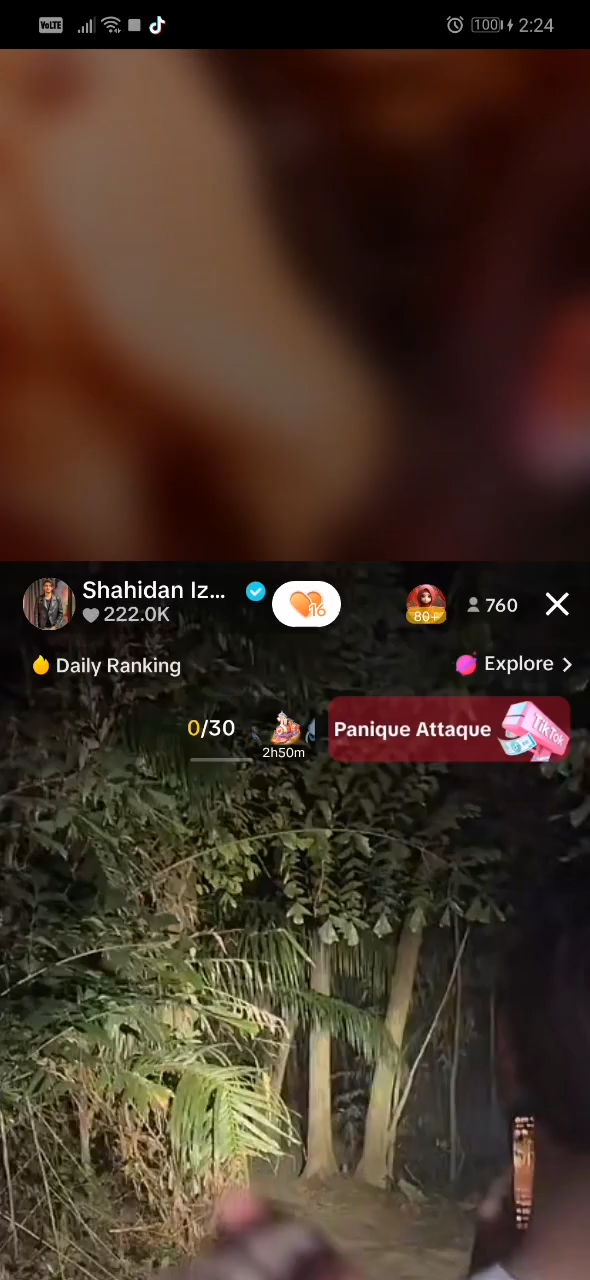 VoLTE
100 2:24
Shahidan Iz...
222.0K
16
80+
760
Daily Ranking
Explore
0/30
2h50m
Panique Attaque
TikTok